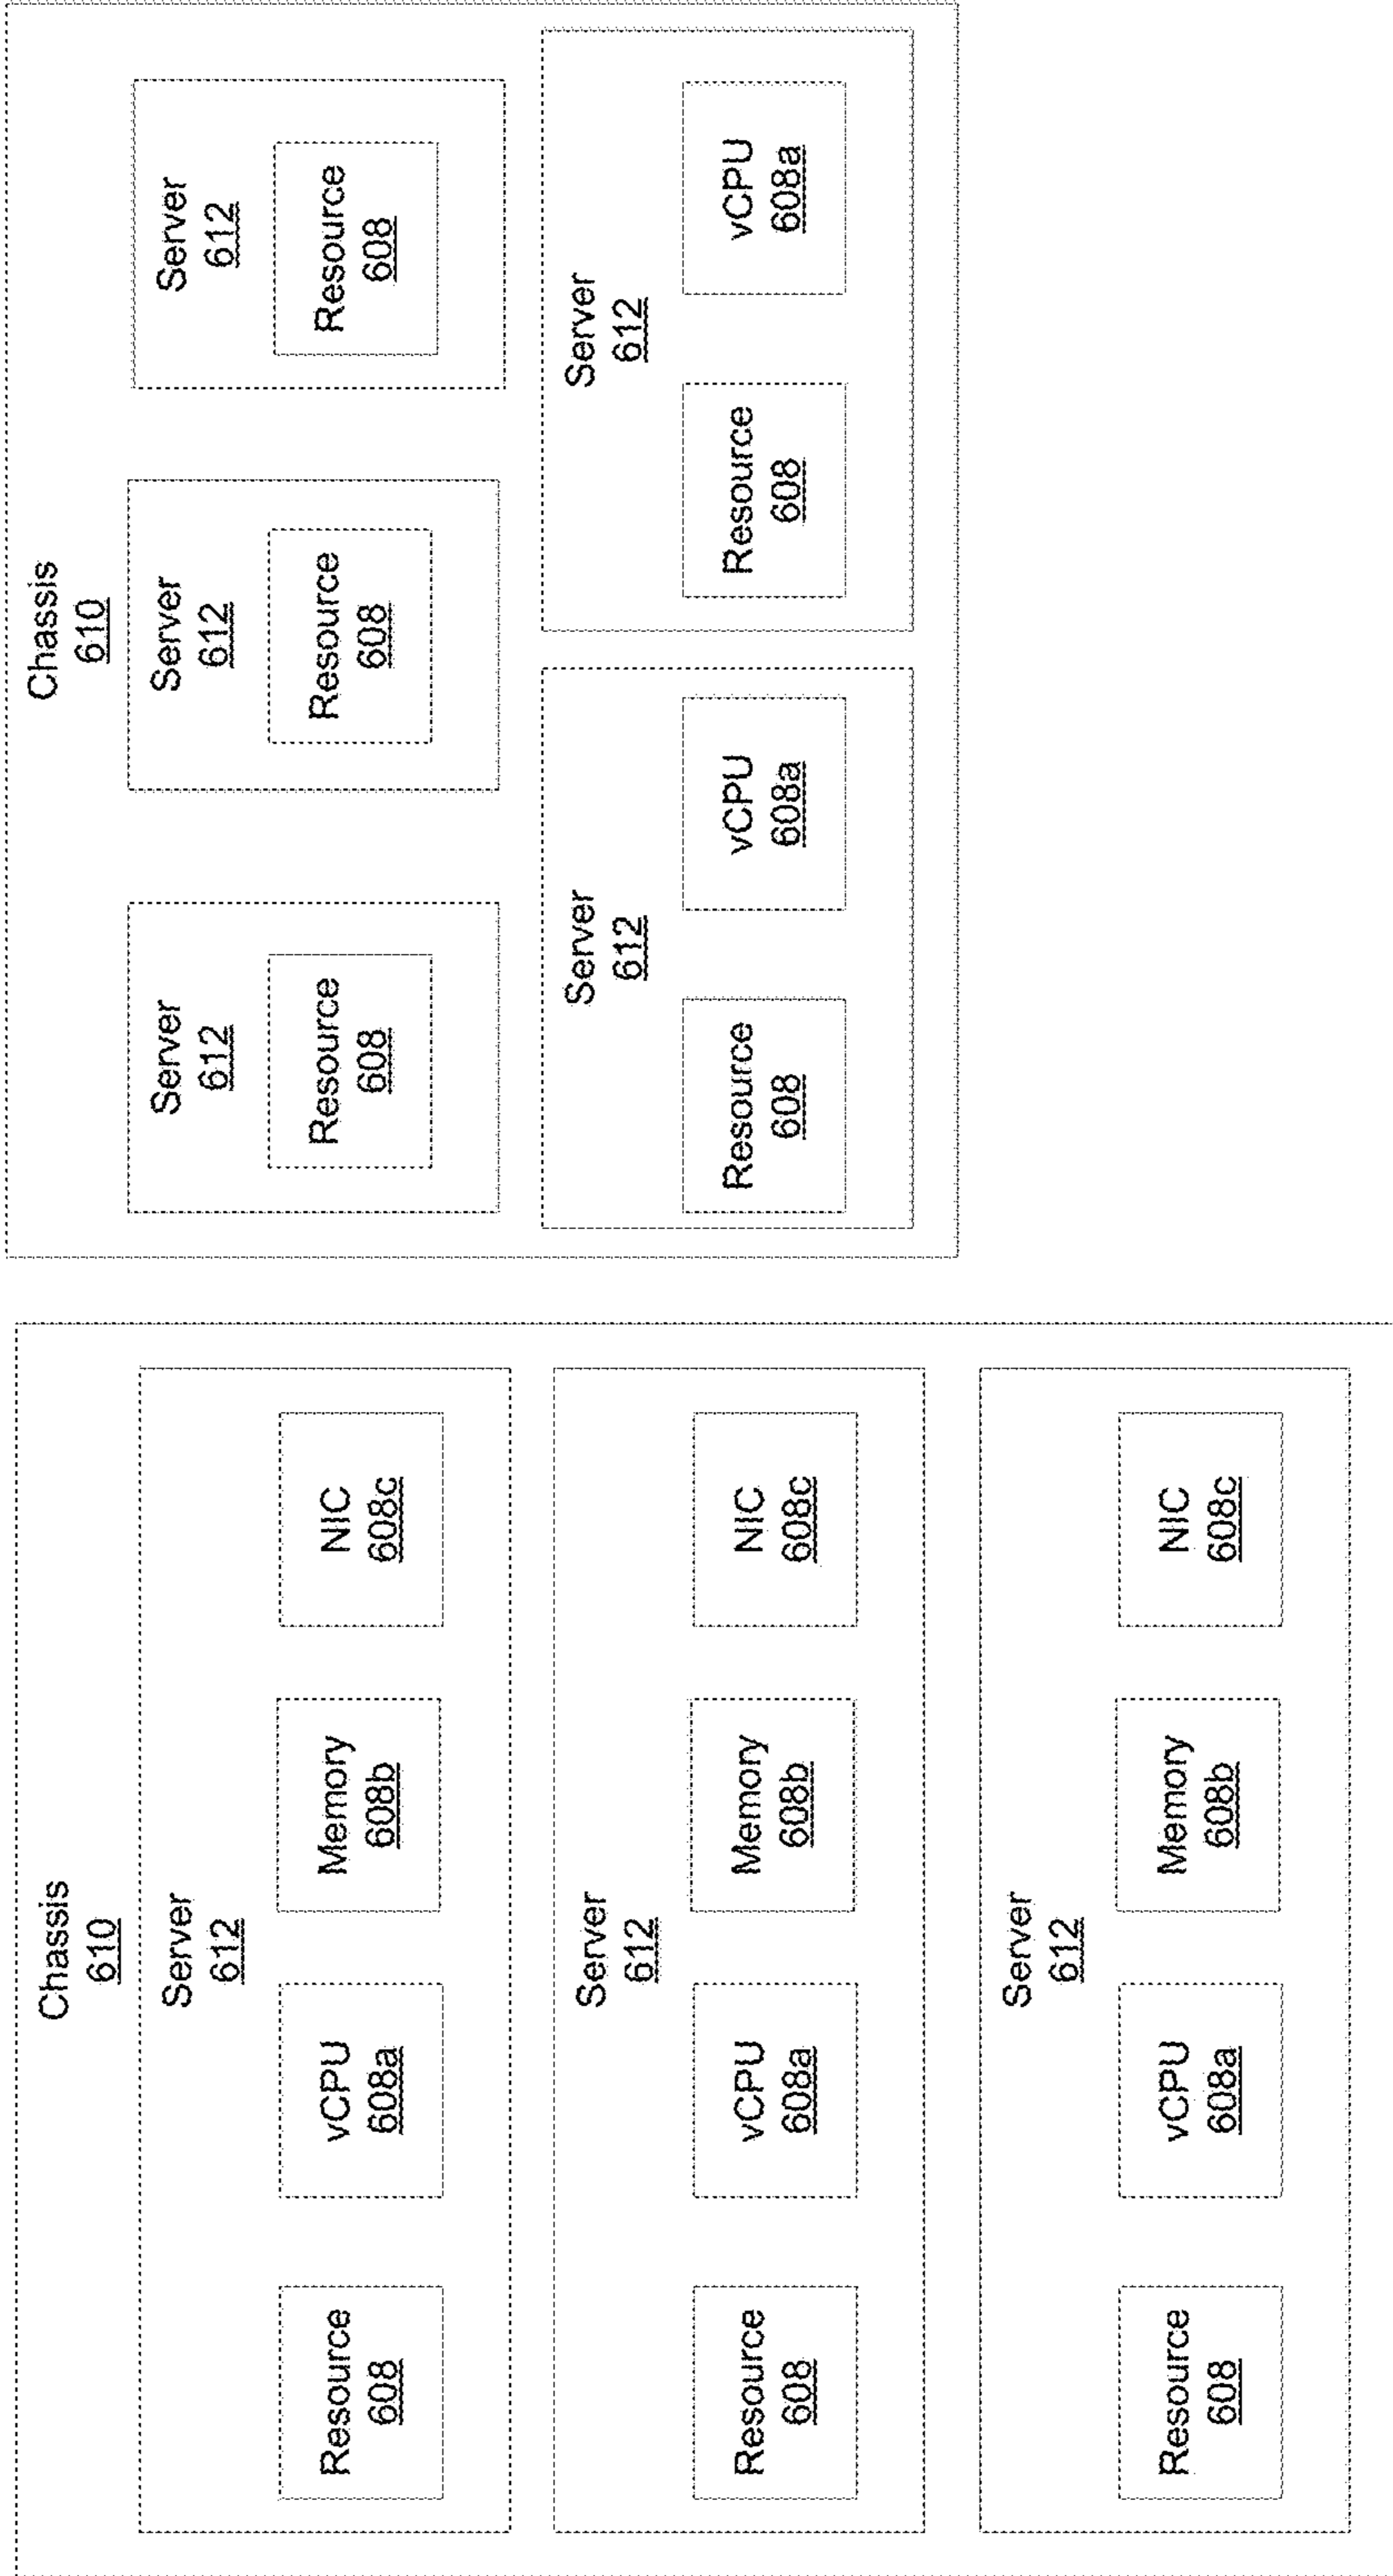 Chassis
610
Server
612
Resource
608
vCPU
608a
Memory
608b
NIC
608c
Server
612
Resource
608
vCPU
608a
Memory
608b
NIC
608c
Server
612
Resource
608
vCPU
608a
Memory
608b
NIC
608c
Chassis
610
Server
612
Resource
608
Server
612
Resource
608
Server
612
Resource
608
Server
612
Resource
608
vCPU
608a
Server
612
Resource
608
vCPU
608a